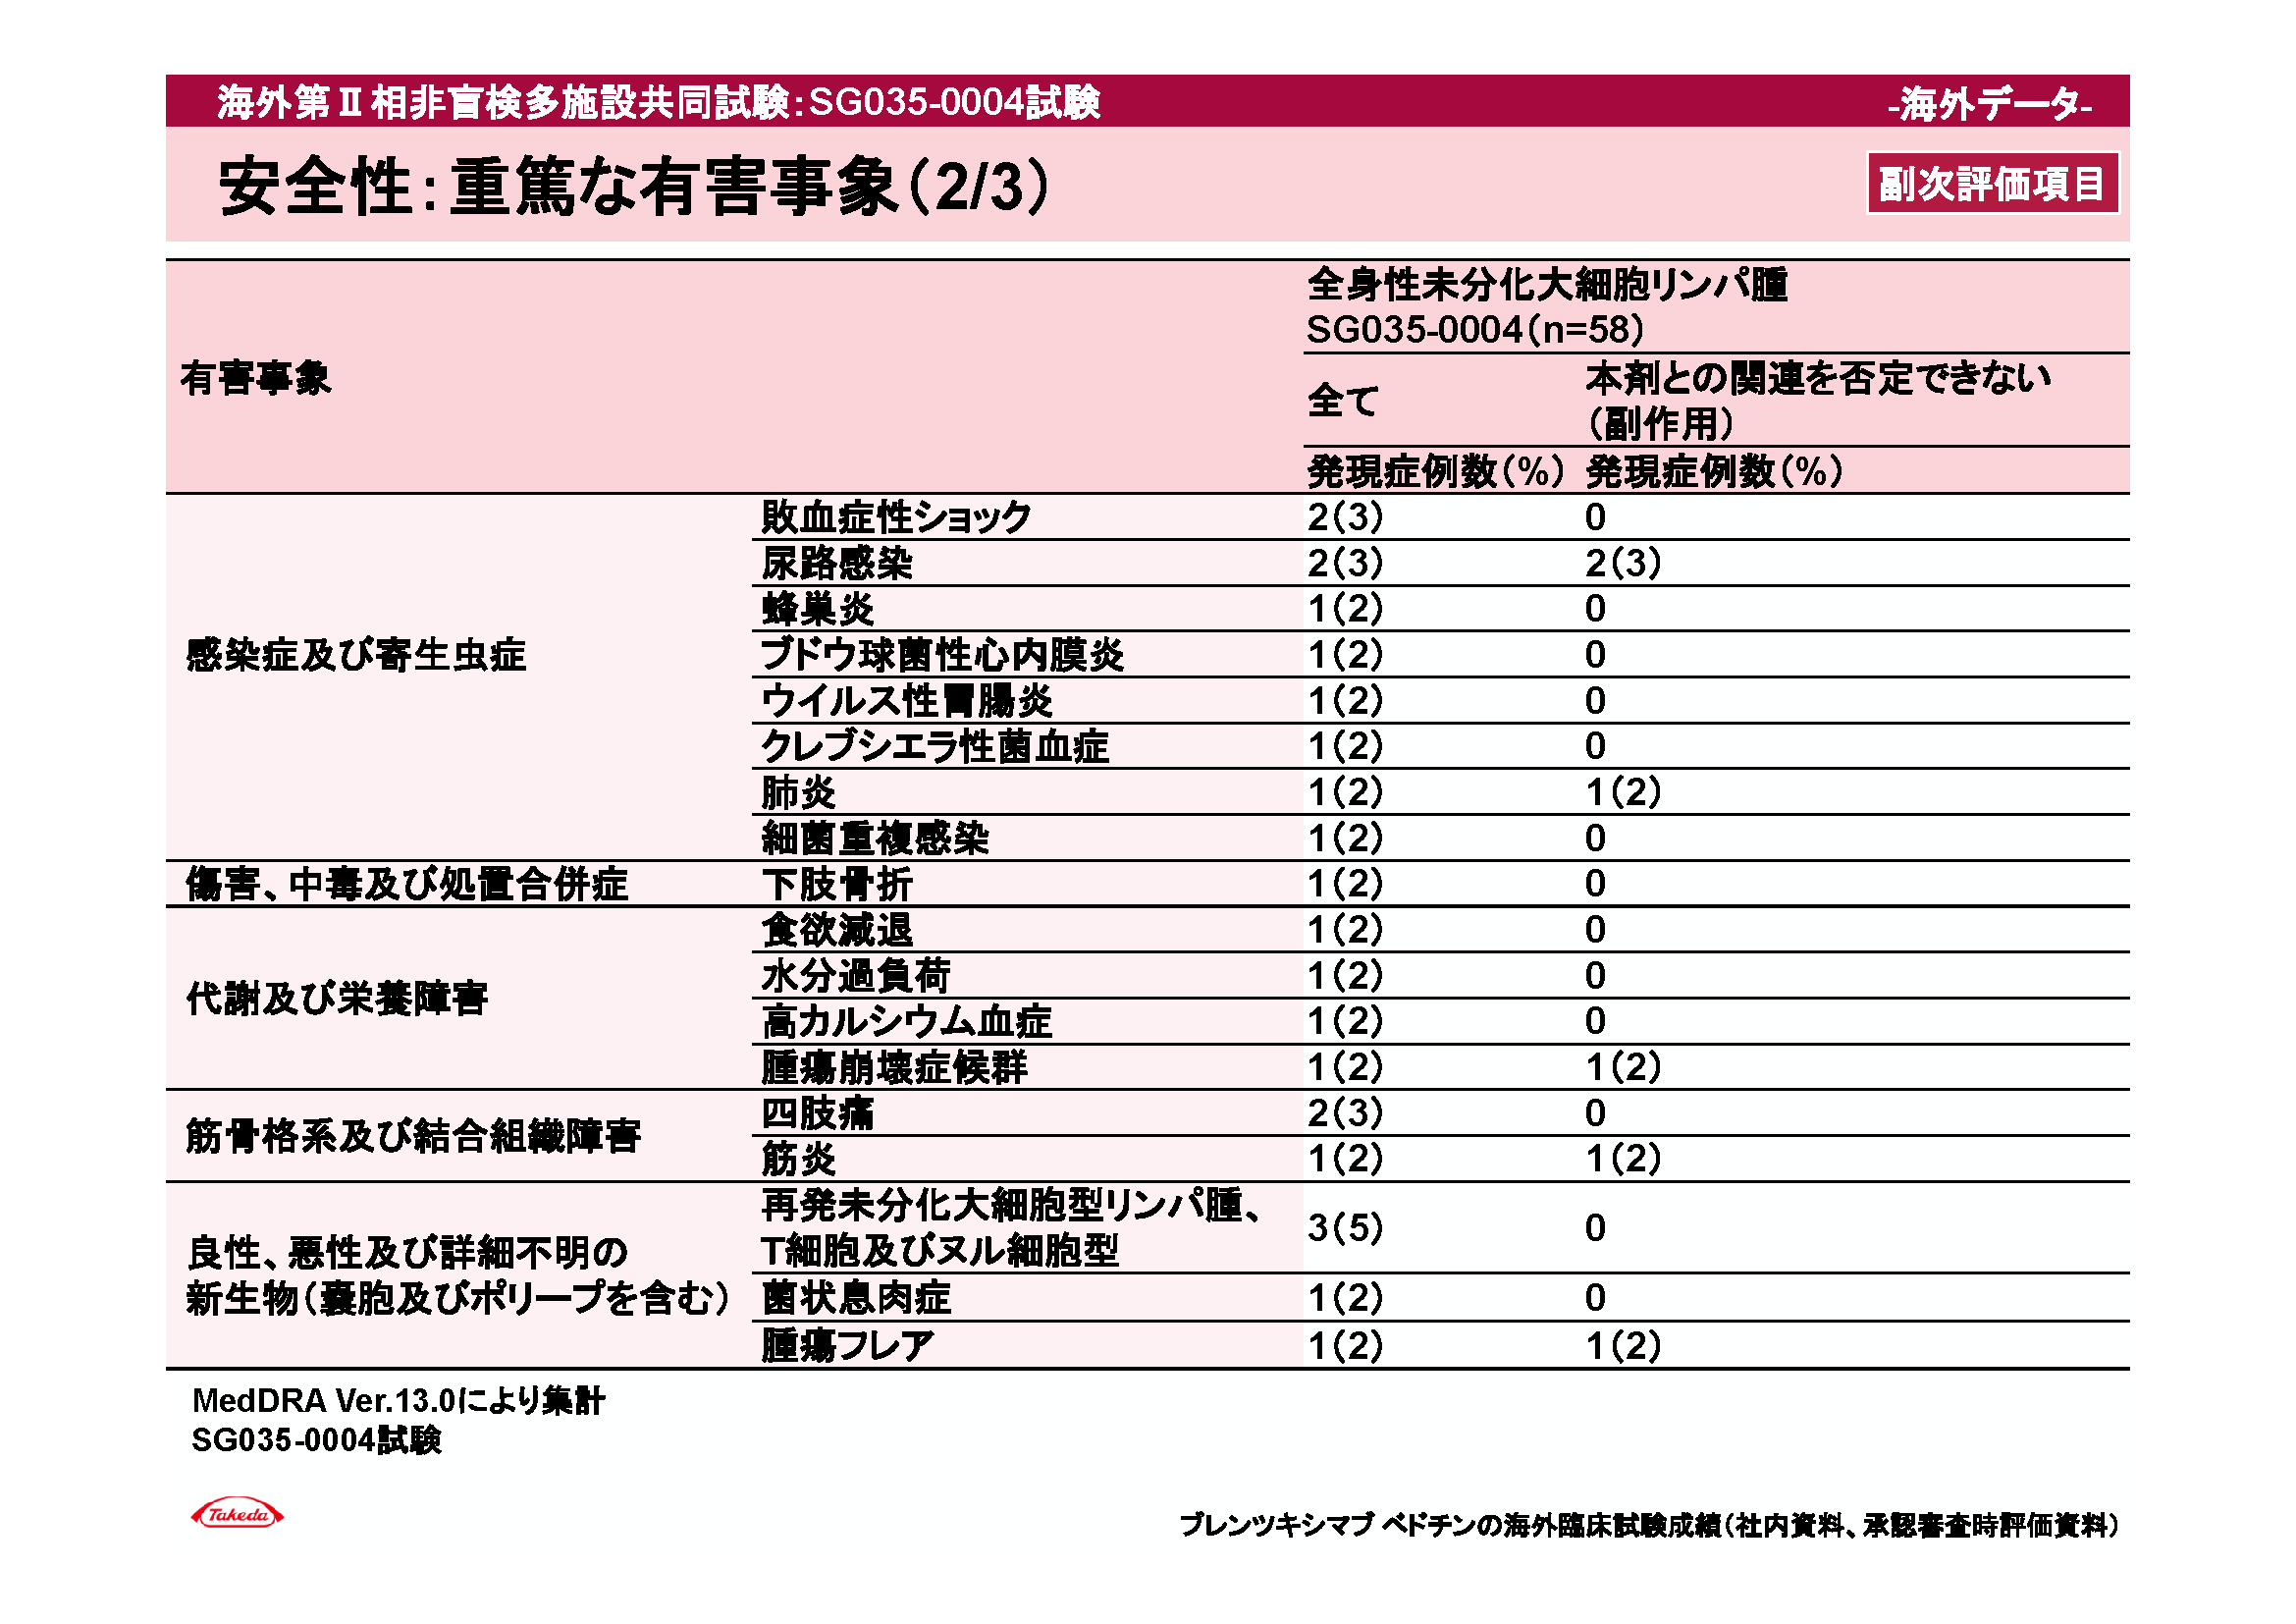 海外第Ⅱ相非盲検多施設共同試験：SG035-0004試験
-海外データ-
安全性：重篤な有害事象（2/3）
副次評価項目
有害事象
全身性未分化大細胞リンパ腫
SG035-0004（n=58）
全て
本剤との関連を否定できない
（副作用）
発現症例数（%） 発現症例数（%）
感染症及び寄生虫症
敗血症性ショック 2（3） 0
尿路感染 2（3） 2（3）
蜂巣炎 1（2） 0
ブドウ球菌性心内膜炎 1（2） 0
ウイルス性胃腸炎 1（2） 0
クレブシエラ性菌血症 1（2） 0
肺炎 1（2） 1（2）
細菌重複感染 1（2） 0
傷害、中毒及び処置合併症 下肢骨折 1（2） 0
代謝及び栄養障害
食欲減退 1（2） 0
水分過負荷 1（2） 0
高カルシウム血症 1（2） 0
腫瘍崩壊症候群 1（2） 1（2）
筋骨格系及び結合組織障害
四肢痛 2（3） 0
筋炎 1（2） 1（2）
良性、悪性及び詳細不明の
新生物（嚢胞及びポリープを含む）
再発未分化大細胞型リンパ腫、
T細胞及びヌル細胞型 3（5） 0
菌状息肉症 1（2） 0
腫瘍フレア 1（2） 1（2）
MedDRA Ver.13.0により集計
SG035-0004試験
Takeda
ブレンツキシマブ ベドチンの海外臨床試験成績（社内資料、承認審査時評価資料）